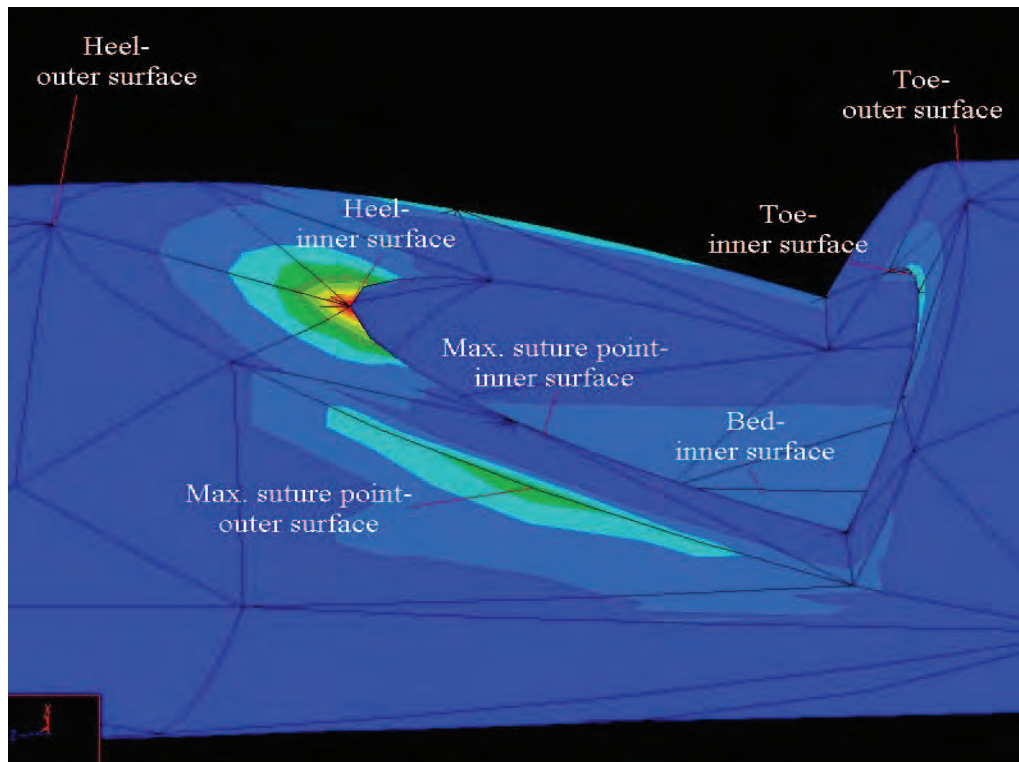 Heel-
outer surface
Toe-
outer surface
Heel-
inner surface
Toe-
inner surface
Max. suture point-
inner surface
Bed-
inner surface
Max. suture point-
outer surface